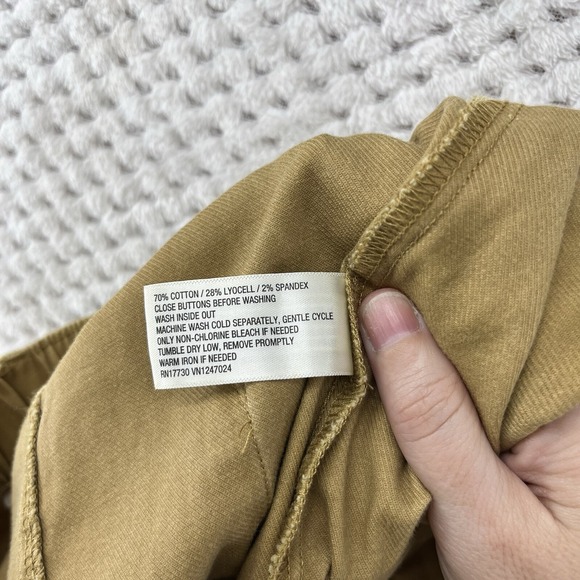 70% COTTON / 28% LYOCELL / 2% SPANDEX
CLOSE BUTTONS BEFORE WASHING
WASH INSIDE OUT
MACHINE WASH COLD SEPARATELY, GENTLE CYCLE
ONLY NON-CHLORINE BLEACH IF NEEDED
TUMBLE DRY LOW, REMOVE PROMPTLY
WARM IRON IF NEEDED
RN17730 VN1247024